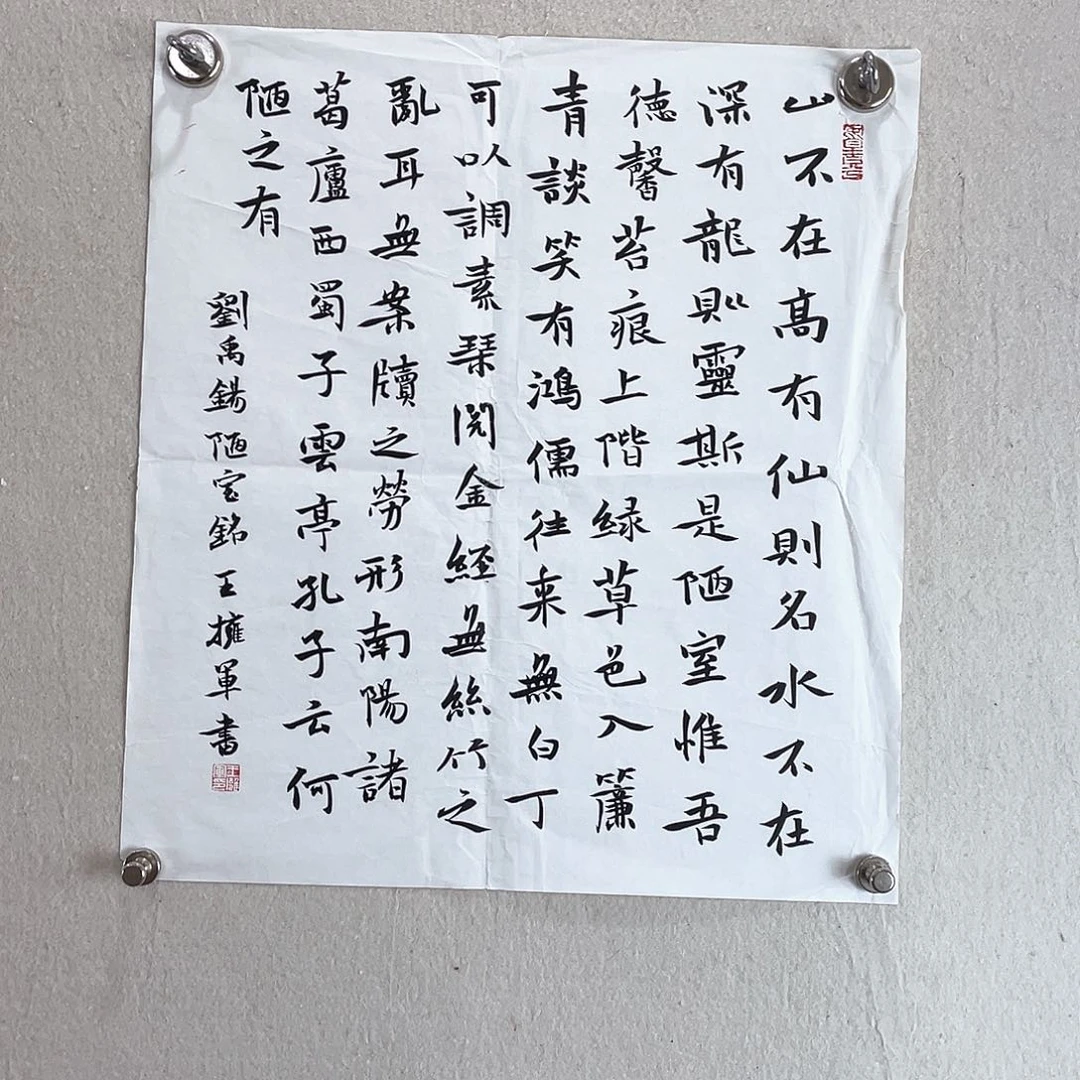 山不在高有仙則名水不在
深有龍則靈斯是陋室惟吾
德馨苔痕上階綠草色入簾
青談笑有鴻儒往来無白丁
可以調素琴閱金經無絲竹之
亂耳無案牘之勞形南陽諸
葛廬西蜀子雲亭孔子云何
陋之有
劉禹錫陋室銘王擁軍書